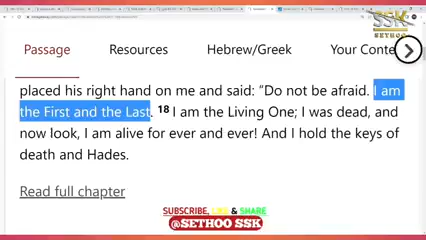 SSK
SETHOO
Passage Resources Hebrew/Greek Your Conte
placed his right hand on me and said: “Do not be afraid. I am
the First and the Last. 18 I am the Living One; I was dead, and
now look, I am alive for ever and ever! And I hold the keys of
death and Hades.
Read full chapter
SUBSCRIBE, LIKE & SHARE
@SETHOO SSK